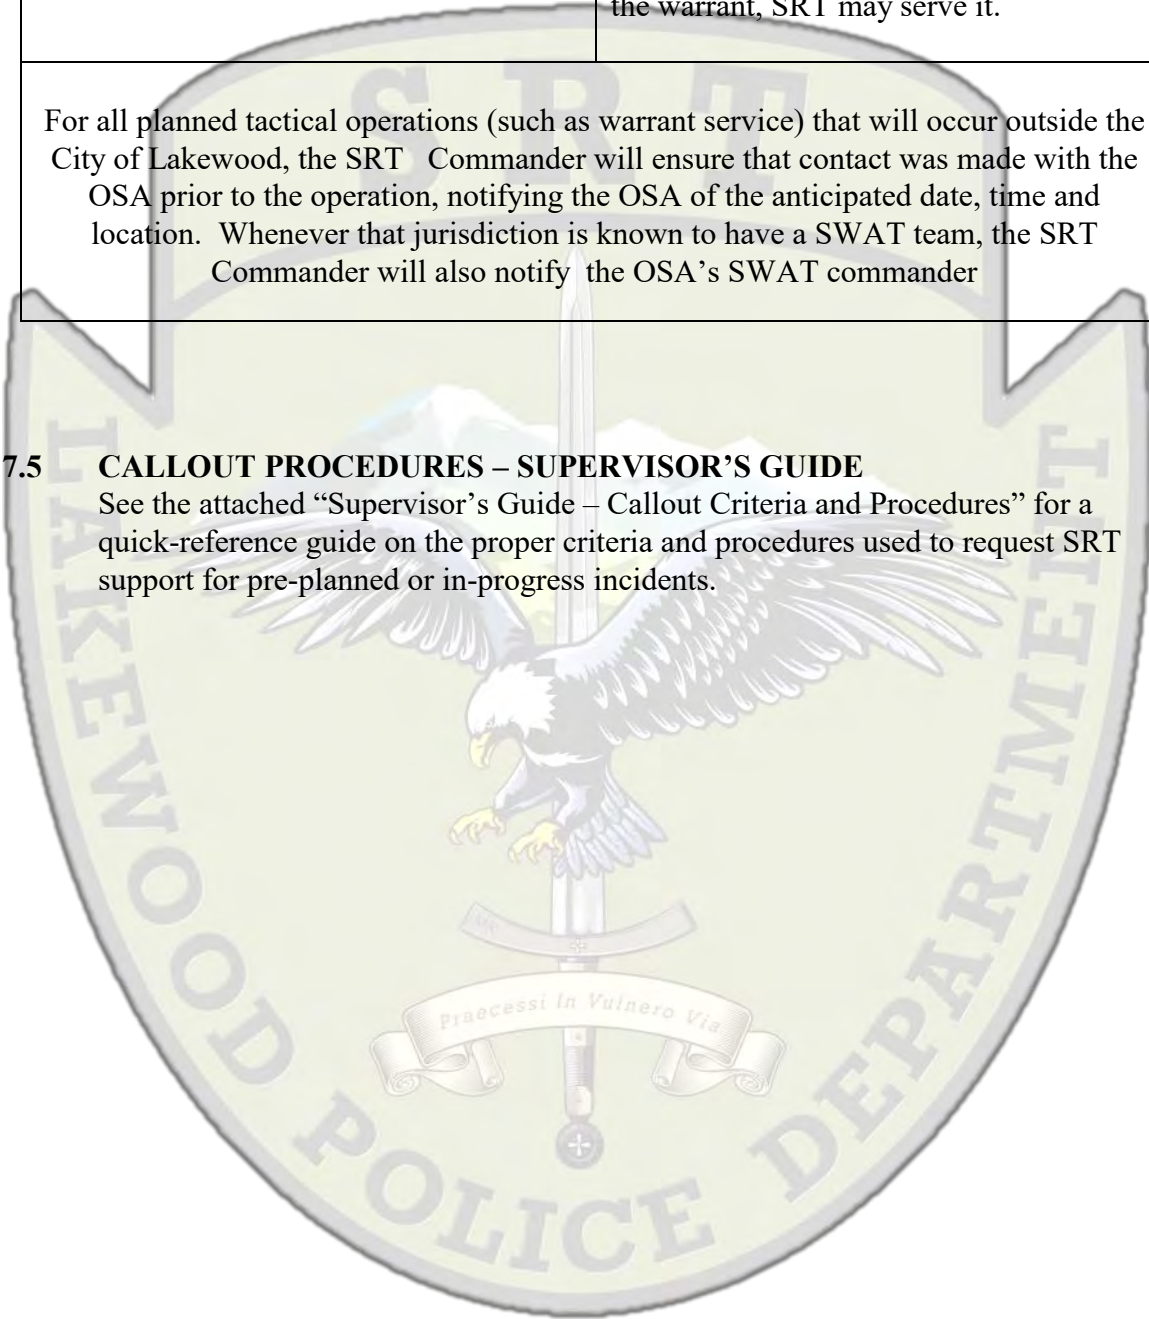 the warrant, SRT may serve it.
For all planned tactical operations (such as warrant service) that will occur outside the
City of Lakewood, the SRT Commander will ensure that contact was made with the
OSA prior to the operation, notifying the OSA of the anticipated date, time and
location. Whenever that jurisdiction is known to have a SWAT team, the SRT
Commander will also notify the OSA's SWAT commander
7.5 CALLOUT PROCEDURES – SUPERVISOR'S GUIDE
See the attached “Supervisor's Guide – Callout Criteria and Procedures” for a
quick-reference guide on the proper criteria and procedures used to request SRT
support for pre-planned or in-progress incidents.
SRT
LAKEWOOD POLICE DEPARTMENT
Praecessi In Vulnero Via